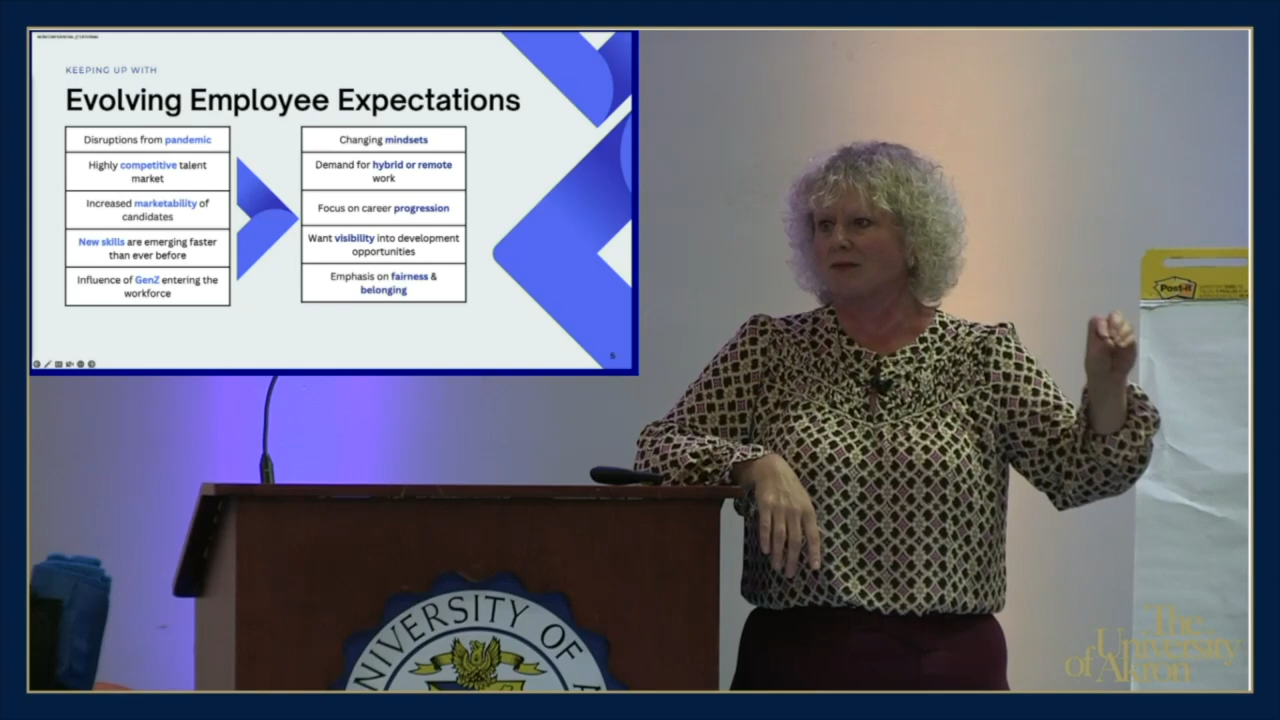 KEEPING UP WITH
Evolving Employee Expectations
Disruptions from pandemic
Highly competitive talent
market
Increased marketability of
candidates
New skills are emerging faster
than ever before
Influence of GenZ entering the
workforce
Changing mindsets
Demand for hybrid or remote
work
Focus on career progression
Want visibility into development
opportunities
Emphasis on fairness &
belonging
5
Post-it
UNIVERSITY OF A
The
University
of Akron